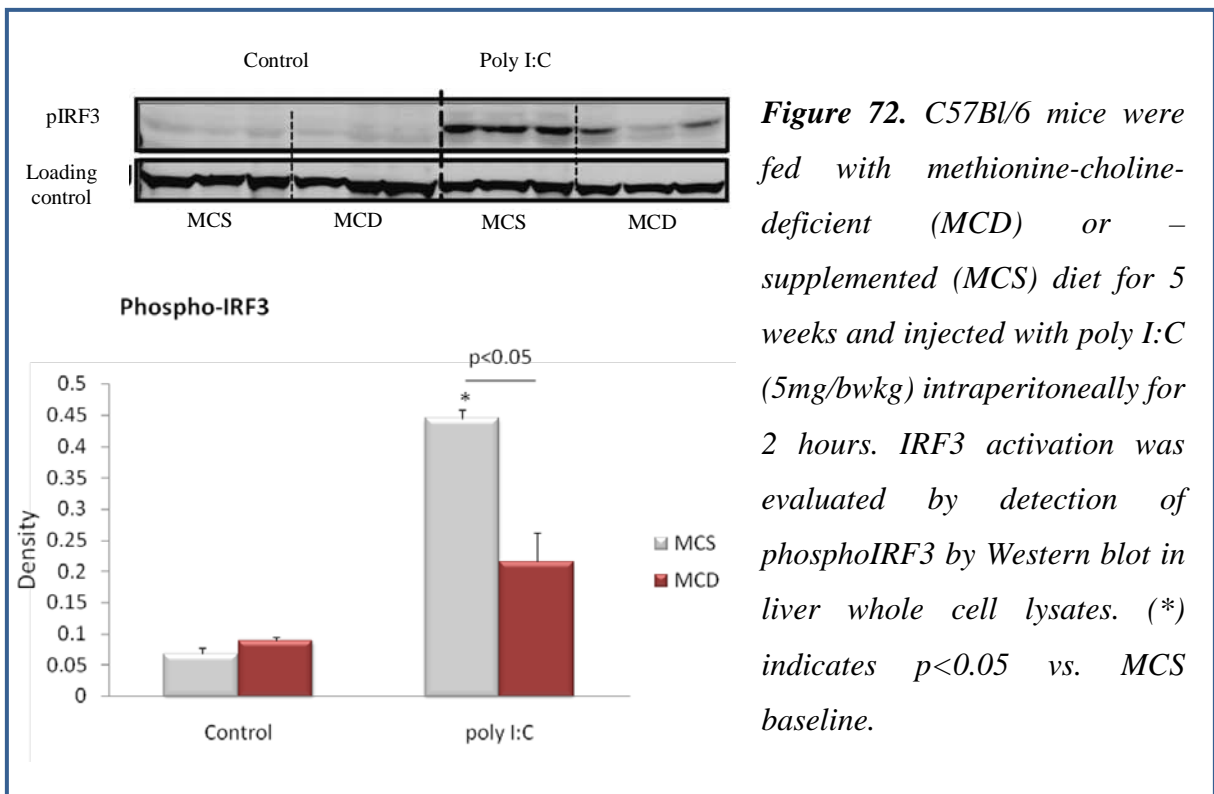 Control Poly I:C
pIRF3
Loading
control
MCS MCD MCS MCD
Phospho-IRF3
p<0.05
*
0.5
0.45
0.4
0.35
0.3
0.25
0.2
0.15
0.1
0.05
0
Density
Control poly I:C
MCS
MCD
Figure 72. C57Bl/6 mice were
fed with methionine-choline-
deficient (MCD) or –
supplemented (MCS) diet for 5
weeks and injected with poly I:C
(5mg/bwkg) intraperitoneally for
2 hours. IRF3 activation was
evaluated by detection of
phosphoIRF3 by Western blot in
liver whole cell lysates. (*)
indicates p<0.05 vs. MCS
baseline.